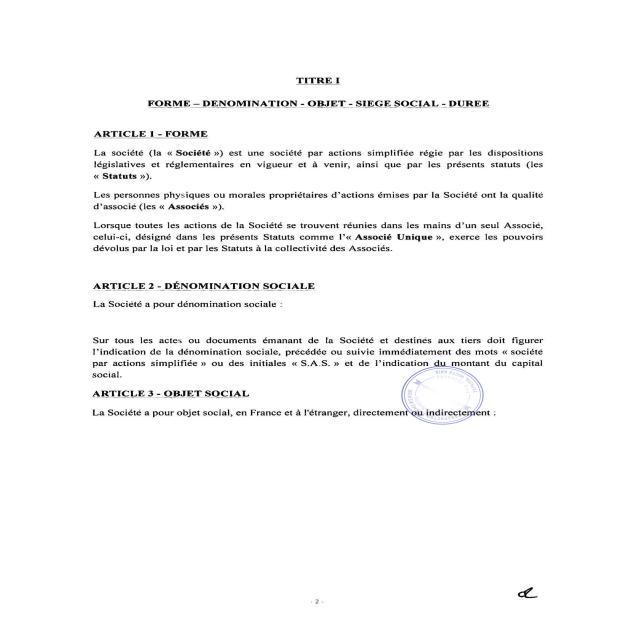 TITRE I
FORME – DENOMINATION - OBJET - SIEGE SOCIAL - DUREE
ARTICLE 1 - FORME
La société (la « Société ») est une société par actions simplifiée régie par les dispositions
législatives et réglementaires en vigueur et à venir, ainsi que par les présents statuts (les
« Statuts »).
Les personnes physiques ou morales propriétaires d'actions émises par la Société ont la qualité
d'associé (les « Associés »).
Lorsque toutes les actions de la Société se trouvent réunies dans les mains d'un seul Associé,
celui-ci, désigné dans les présents Statuts comme l'« Associé Unique », exerce les pouvoirs
dévolus par la loi et par les Statuts à la collectivité des Associés.
ARTICLE 2 - DÉNOMINATION SOCIALE
La Société a pour dénomination sociale :
Sur tous les actes ou documents émanant de la Société et destinés aux tiers doit figurer
l'indication de la dénomination sociale, précédée ou suivie immédiatement des mots « société
par actions simplifiée » ou des initiales « S.A.S. » et de l'indication du montant du capital
social.
ARTICLE 3 - OBJET SOCIAL
La Société a pour objet social, en France et à l'étranger, directement ou indirectement :
- 2 -